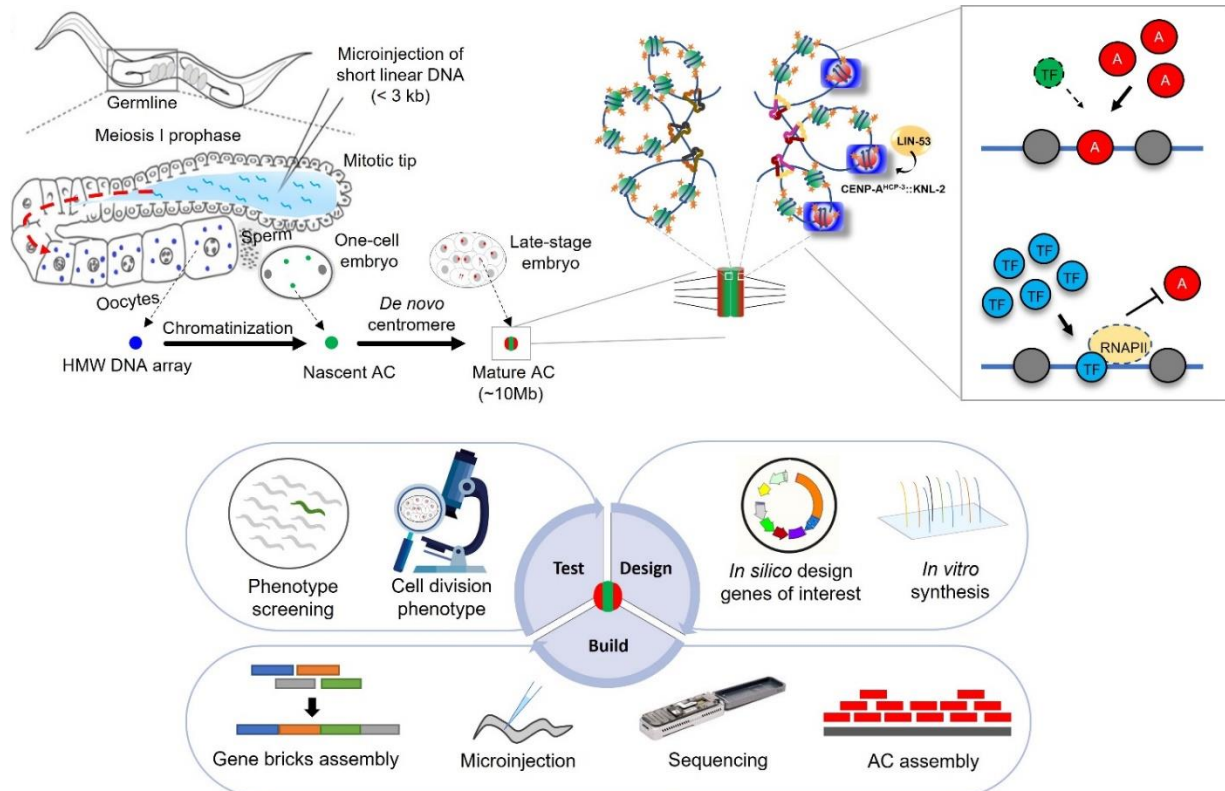 Microinjection of
short linear DNA
(< 3 kb)
Germline
Meiosis I prophase
Mitotic tip
Sperm
One-cell
embryo
Late-stage
embryo
Oocytes
Chromatinization
De novo
centromere
HMW DNA array
Nascent AC
Mature AC
(~10Mb)
LIN-53
CENP-A^HCP-3::KNL-2
TF
A
A
A
A
TF
TF
TF
TF
TF
A
RNAPII
TF
Phenotype
screening
Cell division
phenotype
Test
Design
Build
In silico design
genes of interest
In vitro
synthesis
Gene bricks assembly
Microinjection
Sequencing
AC assembly